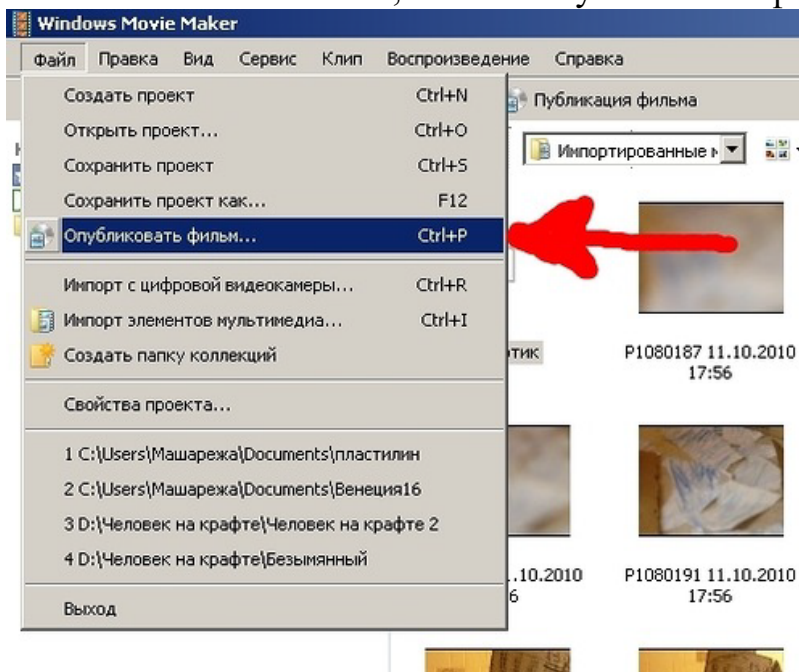 Windows Movie Maker
Файл Правка Вид Сервис Клип Воспроизведение Справка
Создать проект Ctrl+N
Публикация фильма
Открыть проект... Ctrl+O
Импортированные
Сохранить проект Ctrl+S
Сохранить проект как... F12
Опубликовать фильм... Ctrl+P
Импорт с цифровой видеокамеры... Ctrl+R
Импорт элементов мультимедиа... Ctrl+I
Создать папку коллекций
тик
P1080187 11.10.2010
17:56
Свойства проекта...
1 C:\Users\Машарежа\Documents\пластилин
2 C:\Users\Машарежа\Documents\Венеция16
3 D:\Человек на крафте\Человек на крафте 2
4 D:\Человек на крафте\Безымянный
.10.2010
6
P1080191 11.10.2010
17:56
Выход